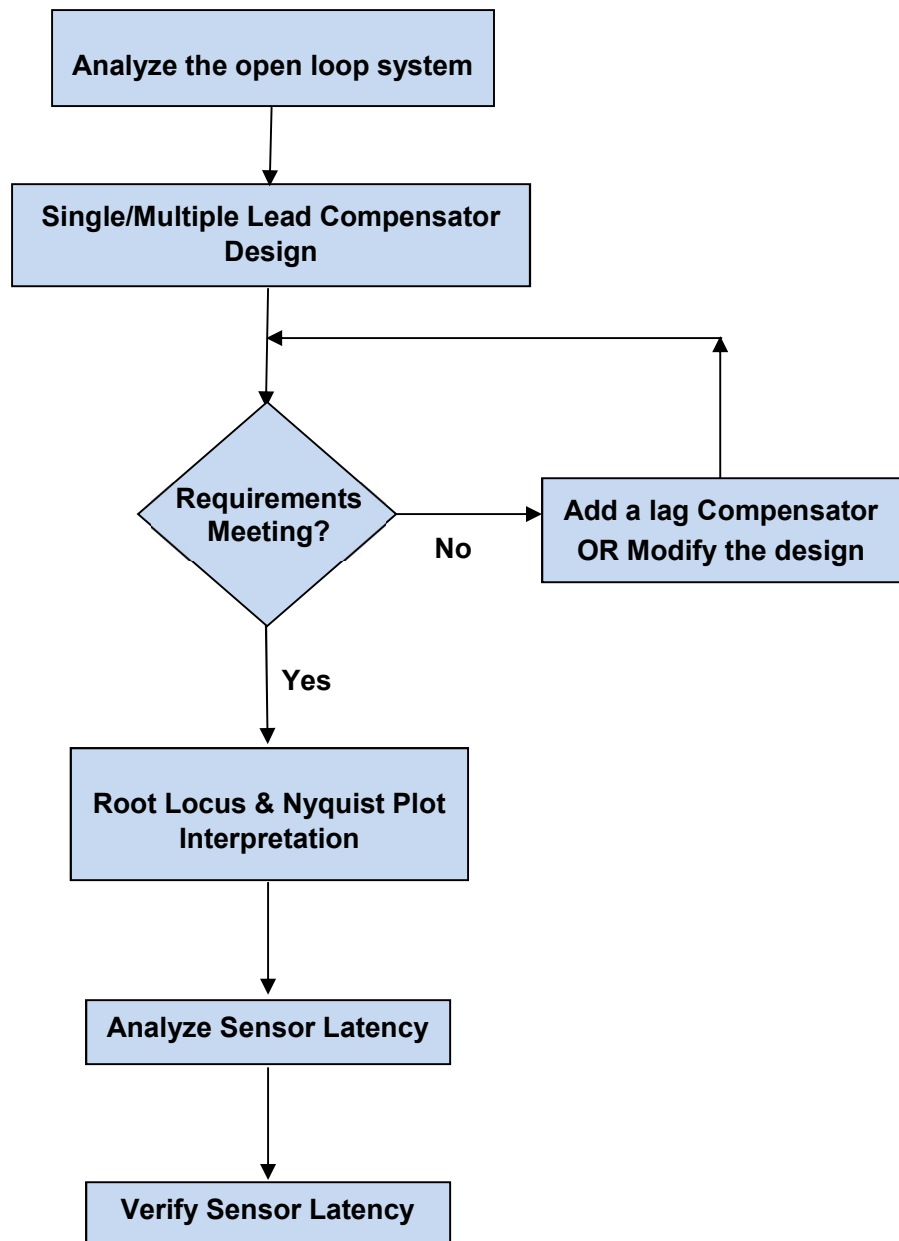 Analyze the open loop system
Single/Multiple Lead Compensator
Design
Requirements
Meeting?
No
Add a lag Compensator
OR Modify the design
Yes
Root Locus & Nyquist Plot
Interpretation
Analyze Sensor Latency
Verify Sensor Latency